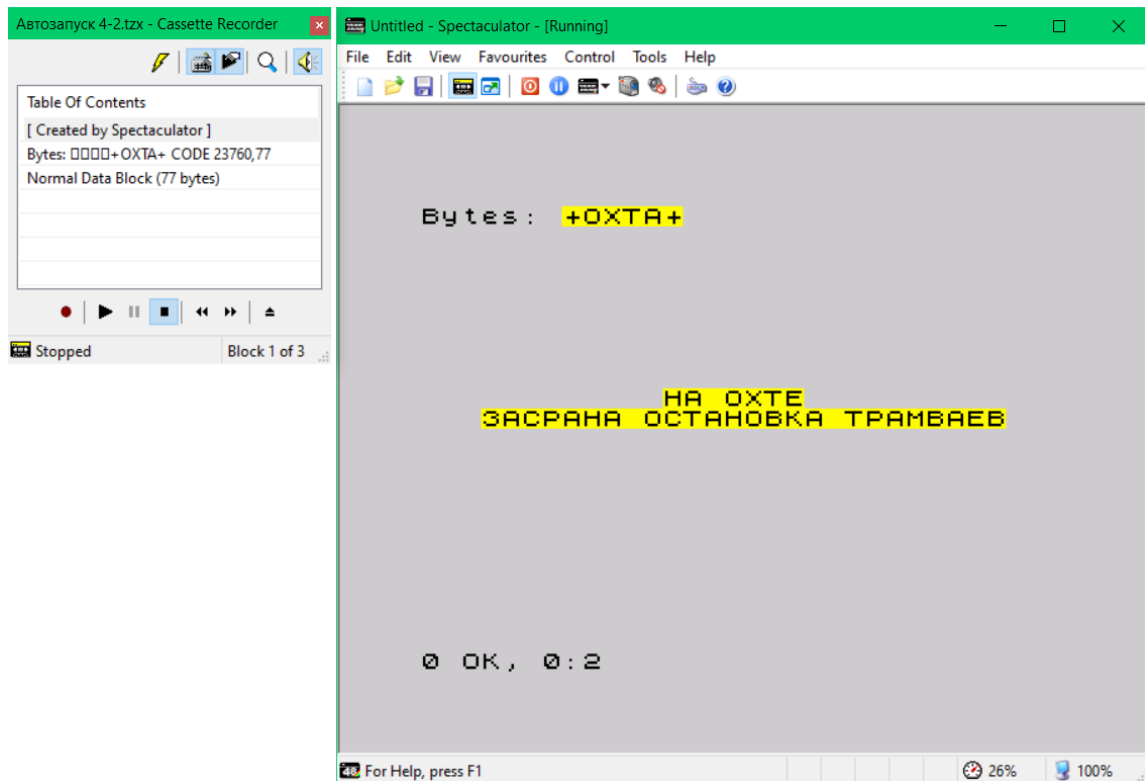 Автозапуск 4-2.tzx - Cassette Recorder
Table Of Contents
[ Created by Spectaculator ]
Bytes: □□□□+OXTA+ CODE 23760,77
Normal Data Block (77 bytes)
Stopped
Block 1 of 3
Untitled - Spectaculator - [Running]
File Edit View Favourites Control Tools Help
Bytes: +OXTA+
НА ОХТЕ
ЗАСРАНА ОСТАНОВКА ТРАМВАЕВ
0 OK, 0:2
48 For Help, press F1
26%
100%